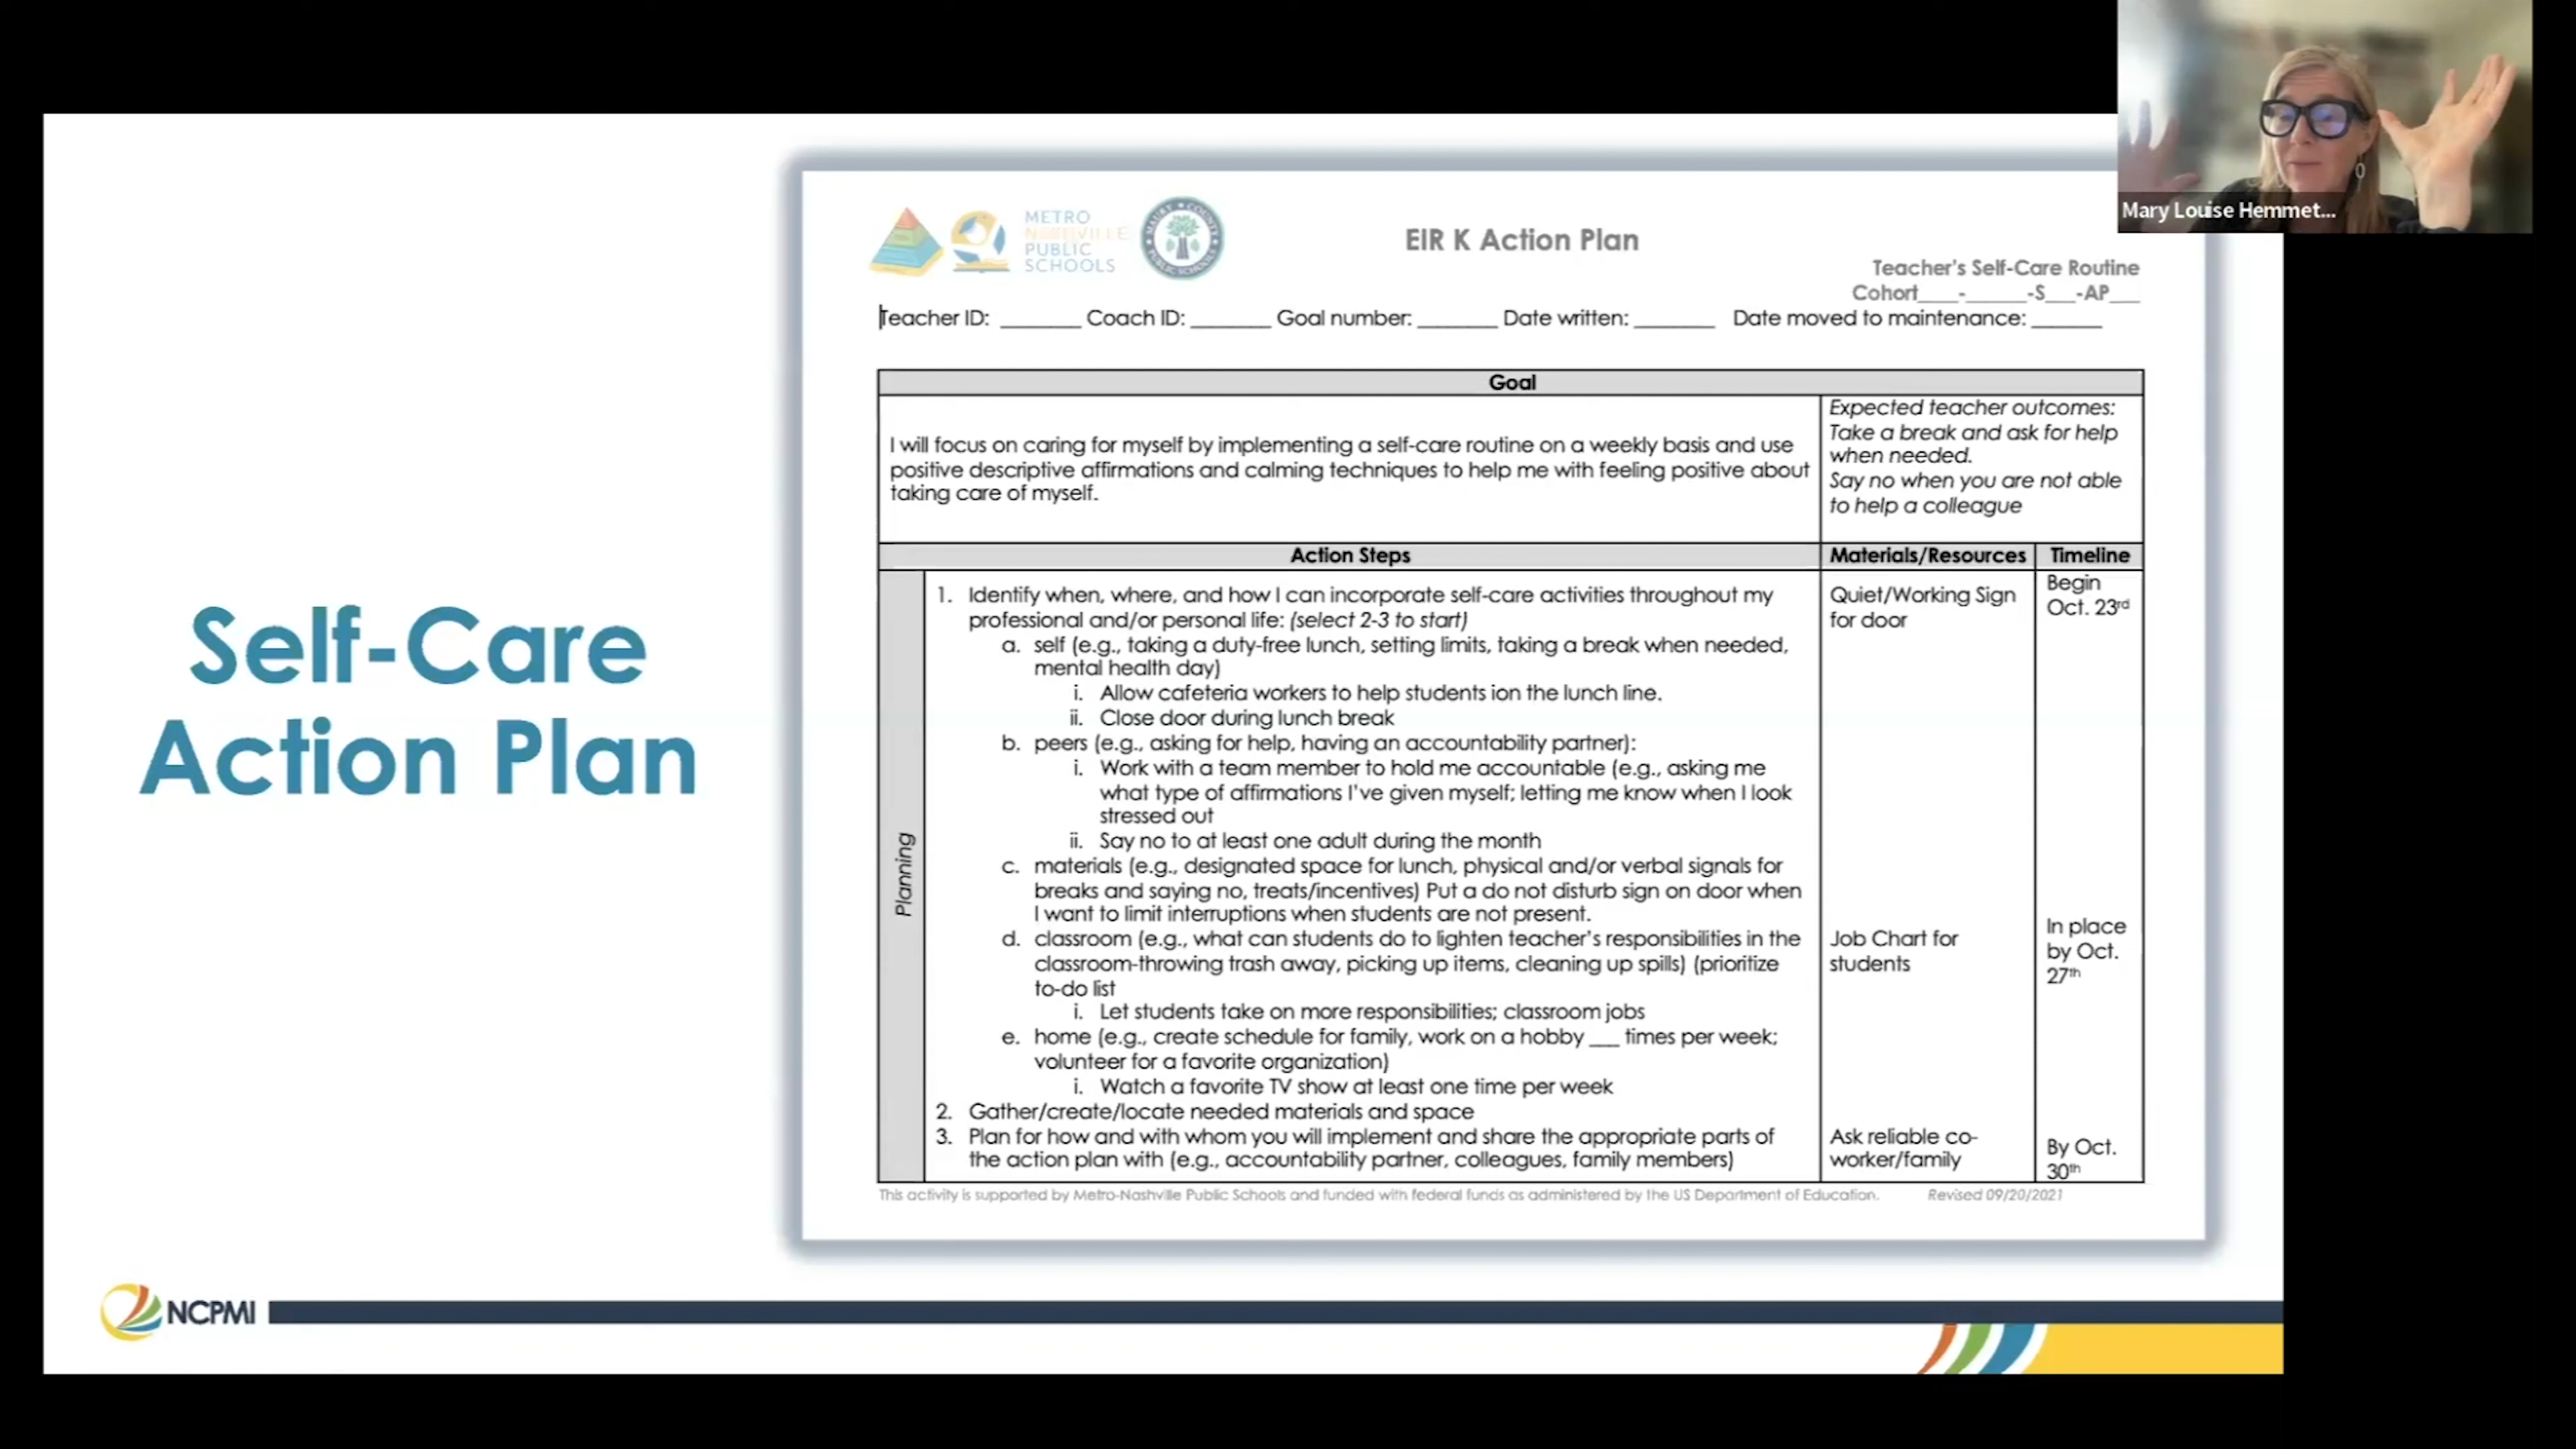 Mary Louise Hemmet...
Self-Care
Action Plan
METRO
NASHVILLE
PUBLIC
SCHOOLS
MAURY COUNTY
PUBLIC SCHOOLS
EIR K Action Plan
Teacher's Self-Care Routine
Cohort____-______-S___-AP___
Teacher ID: ________ Coach ID: ________ Goal number: ________ Date written: ________ Date moved to maintenance: _______
Goal
I will focus on caring for myself by implementing a self-care routine on a weekly basis and use
positive descriptive affirmations and calming techniques to help me with feeling positive about
taking care of myself.
Expected teacher outcomes:
Take a break and ask for help
when needed.
Say no when you are not able
to help a colleague
Action Steps
Materials/Resources
Timeline
Planning
1. Identify when, where, and how I can incorporate self-care activities throughout my
professional and/or personal life: (select 2-3 to start)
a. self (e.g., taking a duty-free lunch, setting limits, taking a break when needed,
mental health day)
i. Allow cafeteria workers to help students ion the lunch line.
ii. Close door during lunch break
b. peers (e.g., asking for help, having an accountability partner):
i. Work with a team member to hold me accountable (e.g., asking me
what type of affirmations I've given myself; letting me know when I look
stressed out
ii. Say no to at least one adult during the month
c. materials (e.g., designated space for lunch, physical and/or verbal signals for
breaks and saying no, treats/incentives) Put a do not disturb sign on door when
I want to limit interruptions when students are not present.
d. classroom (e.g., what can students do to lighten teacher's responsibilities in the
classroom-throwing trash away, picking up items, cleaning up spills) (prioritize
to-do list
i. Let students take on more responsibilities; classroom jobs
e. home (e.g., create schedule for family, work on a hobby ___ times per week;
volunteer for a favorite organization)
i. Watch a favorite TV show at least one time per week
2. Gather/create/locate needed materials and space
3. Plan for how and with whom you will implement and share the appropriate parts of
the action plan with (e.g., accountability partner, colleagues, family members)
Quiet/Working Sign
for door
Job Chart for
students
Ask reliable co-
worker/family
Begin
Oct. 23rd
In place
by Oct.
27th
By Oct.
30th
This activity is supported by Metro-Nashville Public Schools and funded with federal funds as administered by the US Department of Education.
Revised 09/20/2021
NCPMI